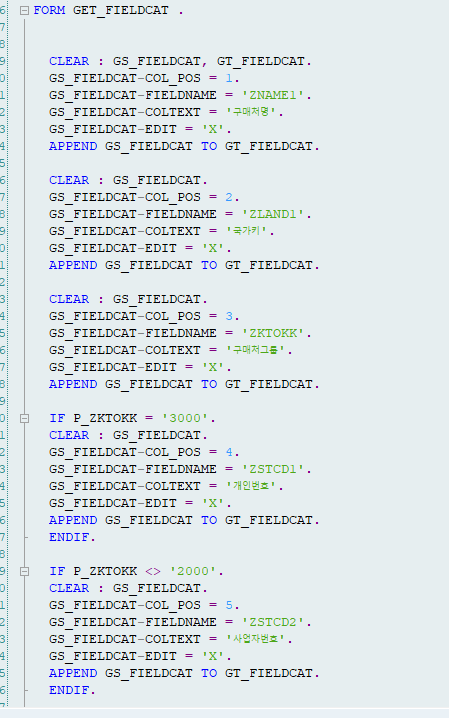 FORM GET_FIELDCAT .
CLEAR : GS_FIELDCAT, GT_FIELDCAT.
GS_FIELDCAT-COL_POS = 1.
GS_FIELDCAT-FIELDNAME = 'ZNAME1'.
GS_FIELDCAT-COLTEXT = '구매처명'.
GS_FIELDCAT-EDIT = 'X'.
APPEND GS_FIELDCAT TO GT_FIELDCAT.
CLEAR : GS_FIELDCAT.
GS_FIELDCAT-COL_POS = 2.
GS_FIELDCAT-FIELDNAME = 'ZLAND1'.
GS_FIELDCAT-COLTEXT = '국가키'.
GS_FIELDCAT-EDIT = 'X'.
APPEND GS_FIELDCAT TO GT_FIELDCAT.
CLEAR : GS_FIELDCAT.
GS_FIELDCAT-COL_POS = 3.
GS_FIELDCAT-FIELDNAME = 'ZKTOKK'.
GS_FIELDCAT-COLTEXT = '구매처그룹'.
GS_FIELDCAT-EDIT = 'X'.
APPEND GS_FIELDCAT TO GT_FIELDCAT.
IF P_ZKTOKK = '3000'.
CLEAR : GS_FIELDCAT.
GS_FIELDCAT-COL_POS = 4.
GS_FIELDCAT-FIELDNAME = 'ZSTCD1'.
GS_FIELDCAT-COLTEXT = '개인번호'.
GS_FIELDCAT-EDIT = 'X'.
APPEND GS_FIELDCAT TO GT_FIELDCAT.
ENDIF.
IF P_ZKTOKK <> '2000'.
CLEAR : GS_FIELDCAT.
GS_FIELDCAT-COL_POS = 5.
GS_FIELDCAT-FIELDNAME = 'ZSTCD2'.
GS_FIELDCAT-COLTEXT = '사업자번호'.
GS_FIELDCAT-EDIT = 'X'.
APPEND GS_FIELDCAT TO GT_FIELDCAT.
ENDIF.